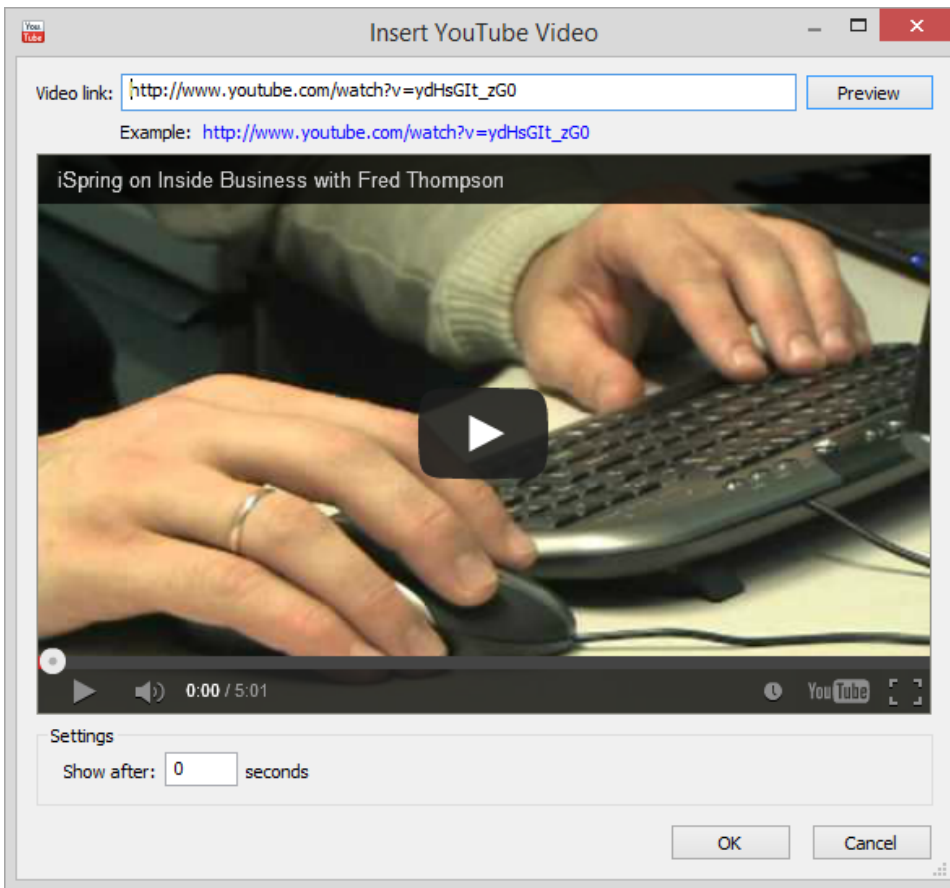 You Tube
Insert YouTube Video
Video link: http://www.youtube.com/watch?v=ydHsGIt_zG0 Preview
Example: http://www.youtube.com/watch?v=ydHsGIt_zG0
iSpring on Inside Business with Fred Thompson
0:00 / 5:01 YouTube
Settings
Show after: 0 seconds
OK Cancel